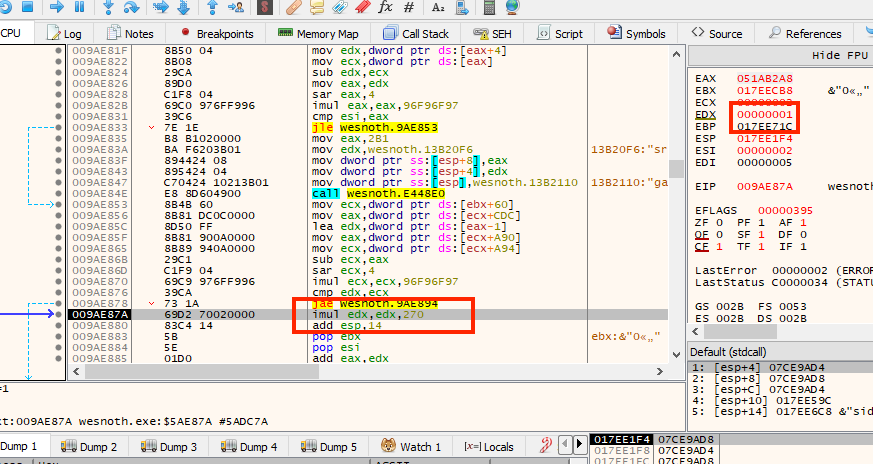 CPU Log Notes Breakpoints Memory Map Call Stack SEH Script Symbols Source References
009AE81F 8B50 04 mov edx,dword ptr ds:[eax+4]
009AE822 8B08 mov ecx,dword ptr ds:[eax]
009AE824 29CA sub edx,ecx
009AE826 89D0 mov eax,edx
009AE828 C1F8 04 sar eax,4
009AE82B 69C0 976FF996 imul eax,eax,96F96F97
009AE831 39C6 cmp esi,eax
009AE833 7E 1E jle wesnoth.9AE853
009AE835 B8 B1020000 mov eax,2B1
009AE83A BA F6203B01 mov edx,wesnoth.13B20F6 13B20F6:"sr
009AE83F 894424 08 mov dword ptr ss:[esp+8],eax
009AE843 895424 04 mov dword ptr ss:[esp+4],edx
009AE847 C70424 10213B01 mov dword ptr ss:[esp],wesnoth.13B2110 13B2110:"ga
009AE84E E8 8D604900 call wesnoth.E448E0
009AE853 8B4B 60 mov ecx,dword ptr ds:[ebx+60]
009AE856 8B81 DC0C0000 mov eax,dword ptr ds:[ecx+CDC]
009AE85C 8D50 FF lea edx,dword ptr ds:[eax-1]
009AE85F 8B81 900A0000 mov eax,dword ptr ds:[ecx+A90]
009AE865 8B89 940A0000 mov ecx,dword ptr ds:[ecx+A94]
009AE86B 29C1 sub ecx,eax
009AE86D C1F9 04 sar ecx,4
009AE870 69C9 976FF996 imul ecx,ecx,96F96F97
009AE876 39CA cmp edx,ecx
009AE878 73 1A jae wesnoth.9AE894
009AE87A 69D2 70020000 imul edx,edx,270
009AE880 83C4 14 add esp,14
009AE883 5B pop ebx ebx:&"0«„"
009AE884 5E pop esi
009AE885 01D0 add eax,edx
Hide FPU
EAX 051AB2A8
EBX 017EECB8 &"0«„"
ECX 00000002
EDX 00000001
EBP 017EE71C
ESP 017EE1F4
ESI 00000002
EDI 00000005
EIP 009AE87A wesnoth
EFLAGS 00000395
ZF 0 PF 1 AF 1
OF 0 SF 1 DF 0
CF 1 TF 1 IF 1
LastError 00000002 (ERROR
LastStatus C0000034 (STATU
GS 002B FS 0053
ES 002B DS 002B
Default (stdcall)
1: [esp+4] 07CE9AD4
2: [esp+8] 07CE9AD8
3: [esp+C] 07CE9AD4
4: [esp+10] 017EE59C
5: [esp+14] 017EE6C8 &"sid
=1
xt:009AE87A wesnoth.exe:$5AE87A #5ADC7A
Dump 1 Dump 2 Dump 3 Dump 4 Dump 5 Watch 1 [x=] Locals
017EE1F4 07CE9AD8
017EE1F8 07CE9AD4